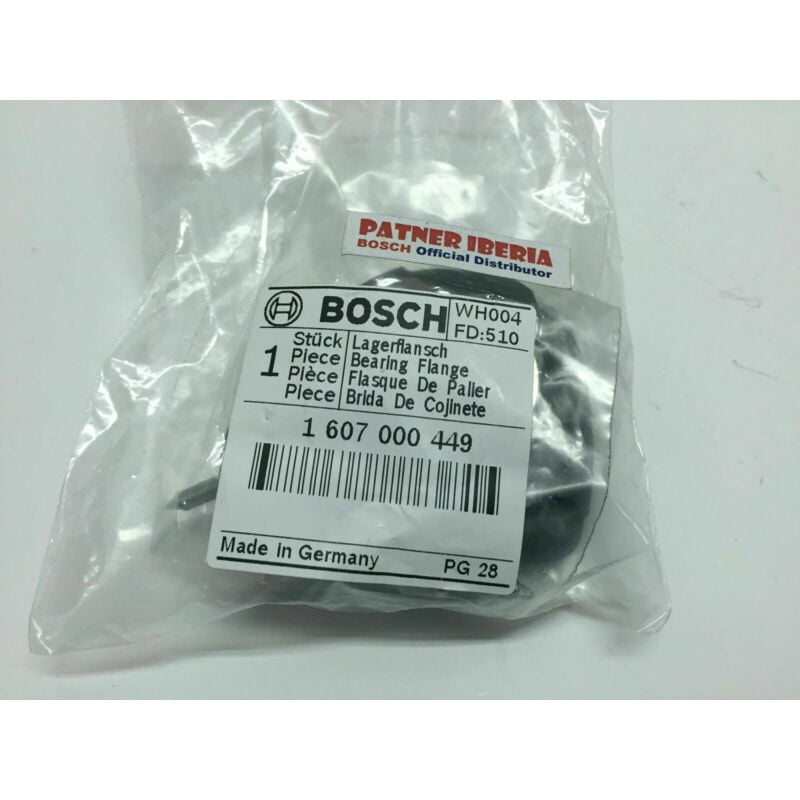 PATNER IBERIA
BOSCH Official Distributor
BOSCH
WH004
FD:510
1
Stück
Piece
Pièce
Piece
Lagerflansch
Bearing Flange
Flasque De Palier
Brida De Cojinete
1 607 000 449
Made in Germany
PG 28